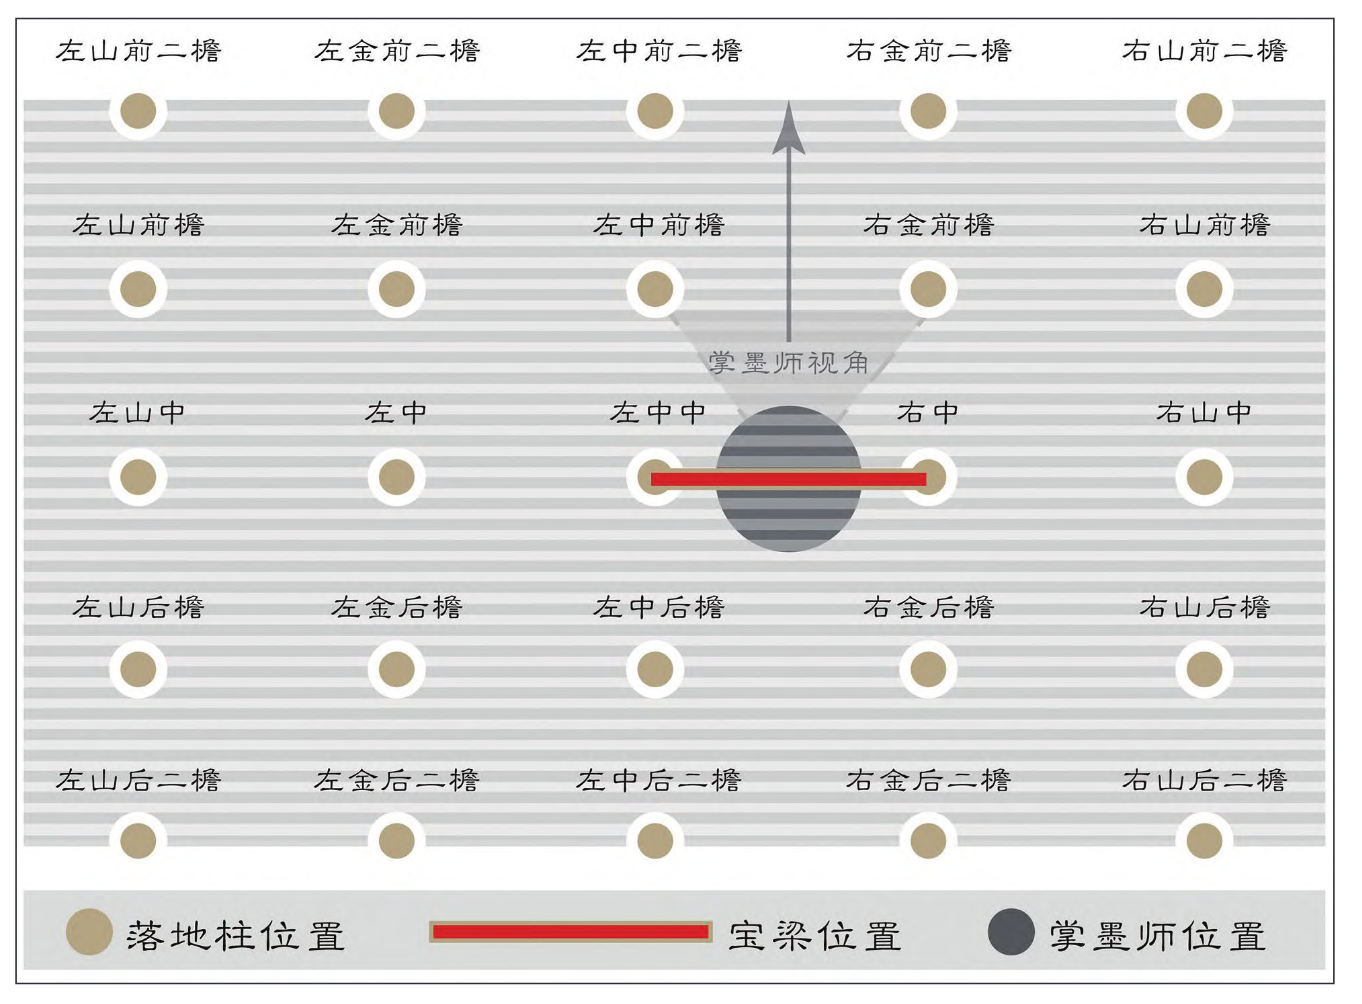 左山前二檐 左金前二檐 左中前二檐 右金前二檐 右山前二檐
左山前檐 左金前檐 左中前檐 右金前檐 右山前檐
掌墨师视角
左山中 左中 左中中 右中 右山中
左山后檐 左金后檐 左中后檐 右金后檐 右山后檐
左山后二檐 左金后二檐 左中后二檐 右金后二檐 右山后二檐
落地柱位置 宝梁位置 掌墨师位置